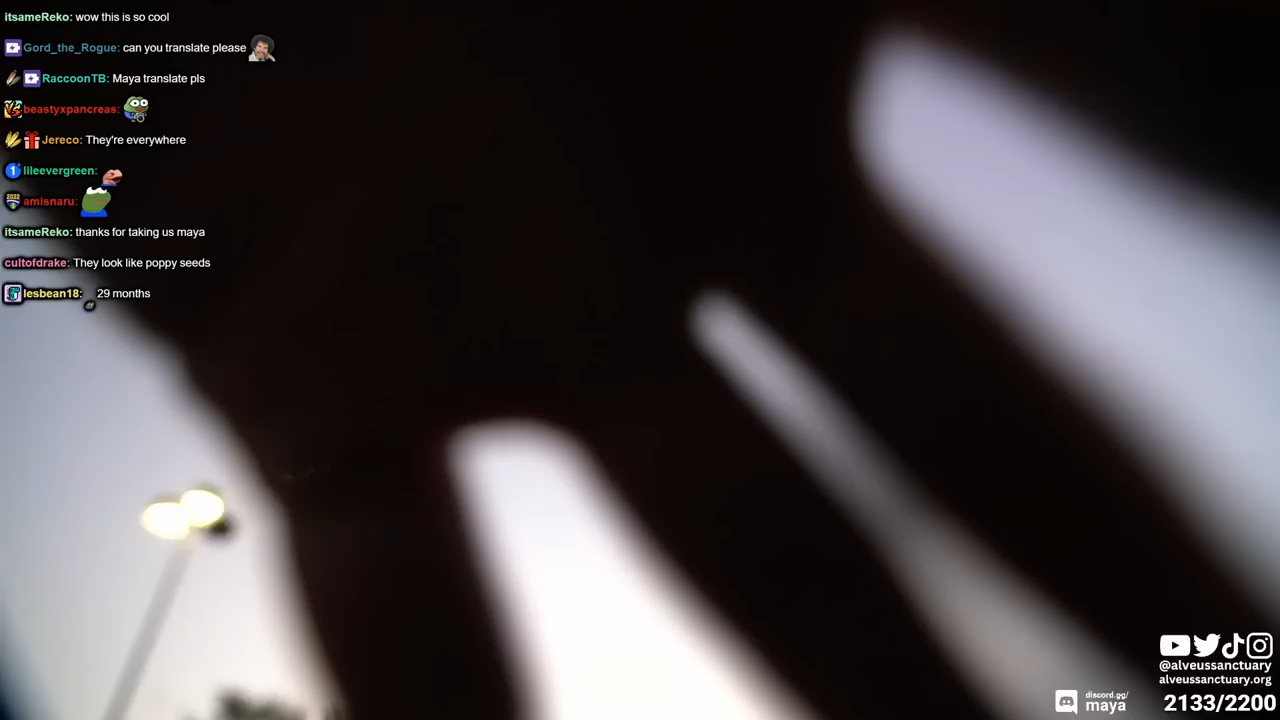 itsameReko: wow this is so cool
Gord_the_Rogue: can you translate please
RaccoonTB: Maya translate pls
beastyxpancreas:
Jereco: They're everywhere
1 lileevergreen:
amisnaru:
itsameReko: thanks for taking us maya
cultofdrake: They look like poppy seeds
lesbean18: 29 months
@alveussanctuary
alveussanctuary.org
discord.gg/
maya
2133/2200